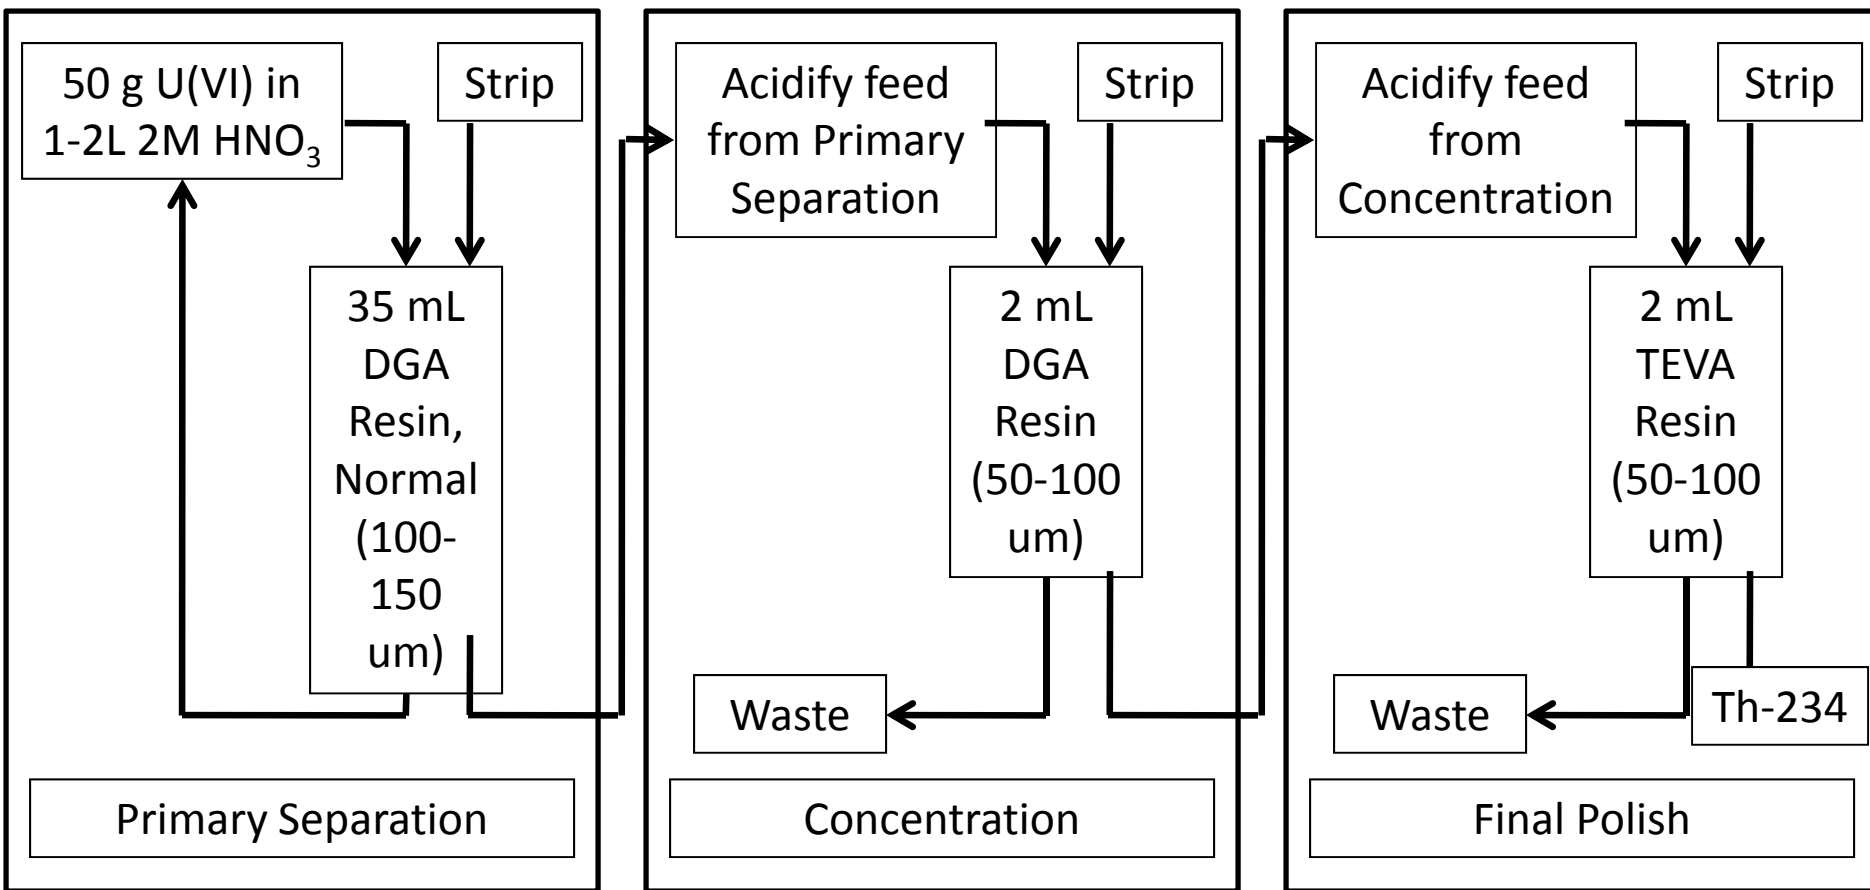 50 g U(VI) in
1-2L 2M HNO₃
Strip
35 mL
DGA
Resin,
Normal
(100-
150
um)
Primary Separation
Acidify feed
from Primary
Separation
Strip
2 mL
DGA
Resin
(50-100
um)
Waste
Concentration
Acidify feed
from
Concentration
Strip
2 mL
TEVA
Resin
(50-100
um)
Waste
Th-234
Final Polish